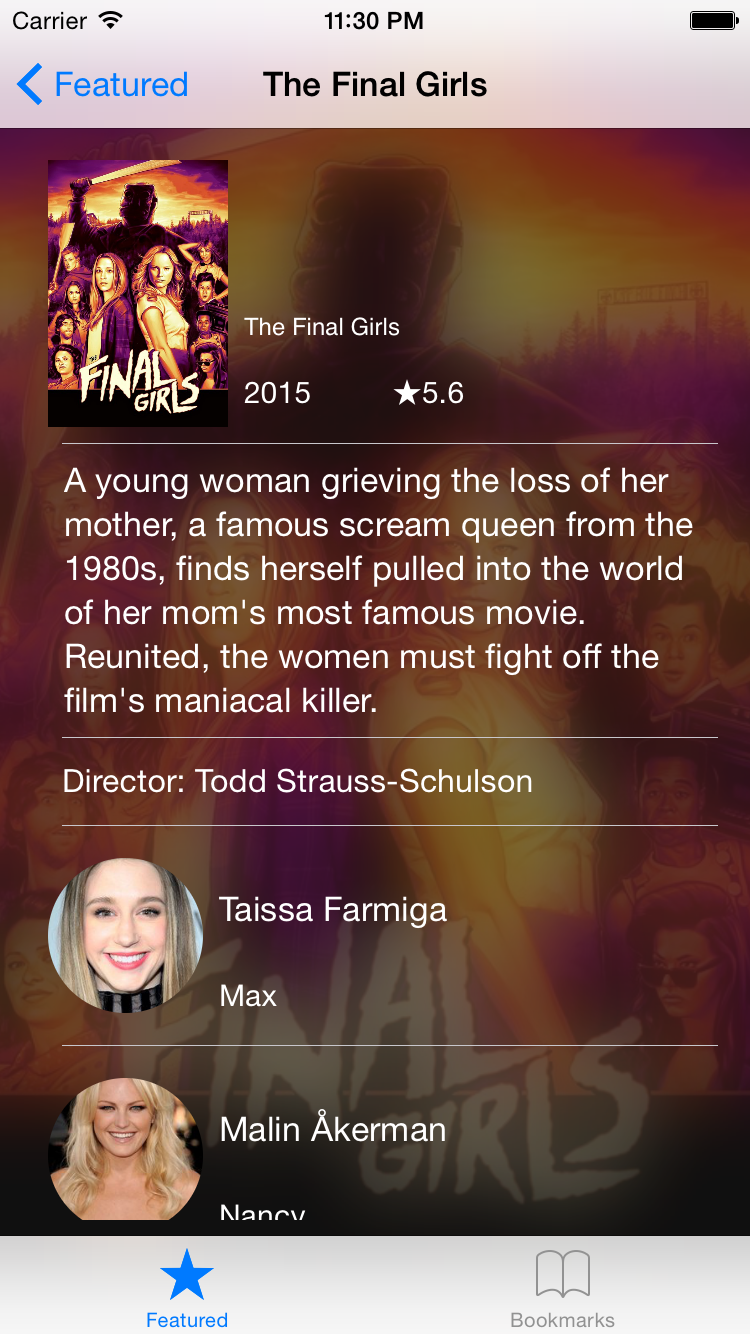 Carrier 11:30 PM
Featured The Final Girls
THE
FINAL
GIRLS
The Final Girls
2015 ★5.6
A young woman grieving the loss of her
mother, a famous scream queen from the
1980s, finds herself pulled into the world
of her mom's most famous movie.
Reunited, the women must fight off the
film's maniacal killer.
Director: Todd Strauss-Schulson
Taissa Farmiga
Max
FINAL
GIRLS
Malin Åkerman
Nancy
Featured Bookmarks